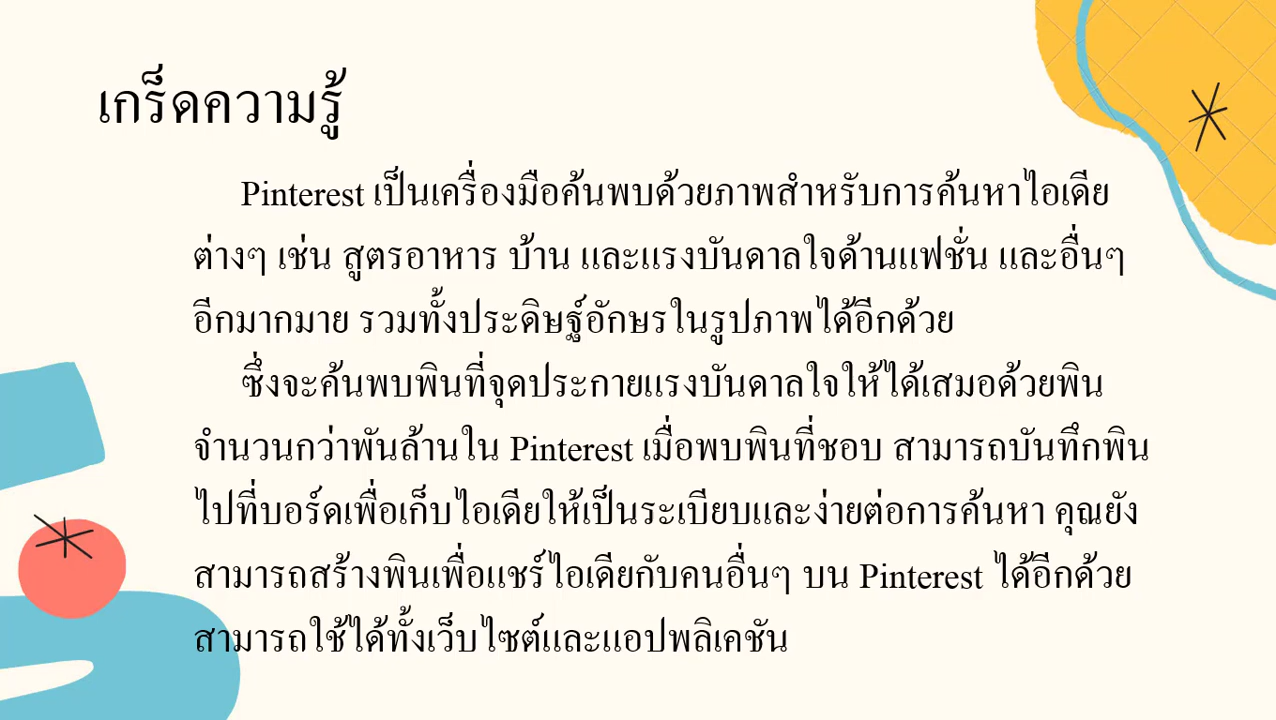 เกร็ดความรู้
Pinterest เป็นเครื่องมือค้นพบด้วยภาพสำหรับการค้นหาไอเดีย
ต่างๆ เช่น สูตรอาหาร บ้าน และแรงบันดาลใจด้านแฟชั่น และอื่นๆ
อีกมากมาย รวมทั้งประดิษฐ์อักษรในรูปภาพได้อีกด้วย
ซึ่งจะค้นพบพินที่จุดประกายแรงบันดาลใจให้ได้เสมอด้วยพิน
จำนวนกว่าพันล้านใน Pinterest เมื่อพบพินที่ชอบ สามารถบันทึกพิน
ไปที่บอร์ดเพื่อเก็บไอเดียให้เป็นระเบียบและง่ายต่อการค้นหา คุณยัง
สามารถสร้างพินเพื่อแชร์ไอเดียกับคนอื่นๆ บน Pinterest ได้อีกด้วย
สามารถใช้ได้ทั้งเว็บไซต์และแอปพลิเคชัน